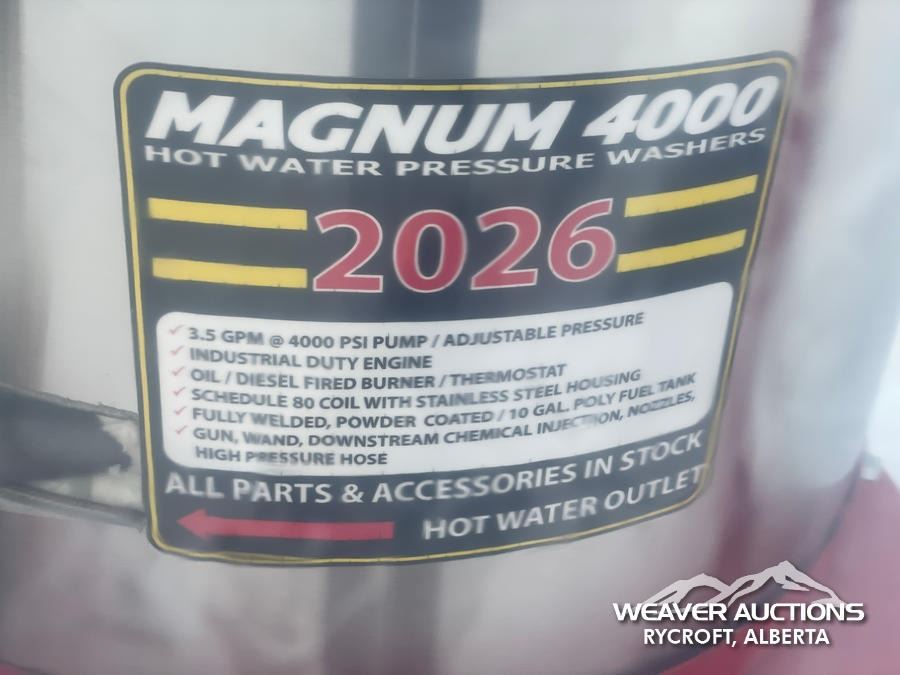 MAGNUM 4000
HOT WATER PRESSURE WASHERS
2026
3.5 GPM @ 4000 PSI PUMP / ADJUSTABLE PRESSURE
INDUSTRIAL DUTY ENGINE
OIL / DIESEL FIRED BURNER / THERMOSTAT
SCHEDULE 80 COIL WITH STAINLESS STEEL HOUSING
FULLY WELDED, POWDER COATED / 10 GAL. POLY FUEL TANK
GUN, WAND, DOWNSTREAM CHEMICAL INJECTION, NOZZLES,
HIGH PRESSURE HOSE
ALL PARTS & ACCESSORIES IN STOCK
HOT WATER OUTLET
WEAVER AUCTIONS
RYCROFT, ALBERTA